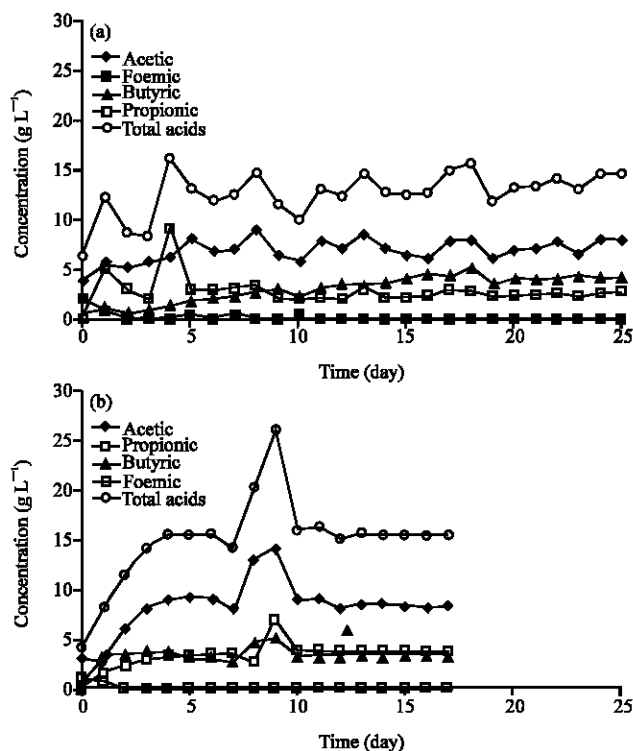 (a)
30
25
20
15
10
5
0
Concentration (g L⁻¹)
Acetic
Foemic
Butyric
Propionic
Total acids
0 5 10 15 20 25
Time (day)
(b)
30
25
20
15
10
5
0
Concentration (g L⁻¹)
Acetic
Propionic
Butyric
Foemic
Total acids
0 5 10 15 20 25
Time (day)